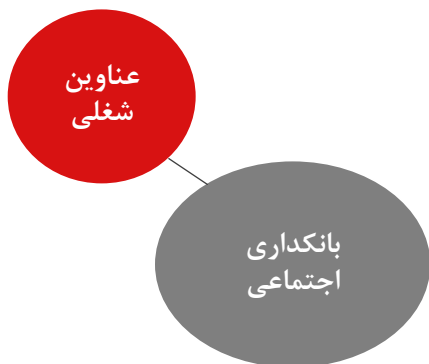 عناوین
شغلی
بانکداری
اجتماعی